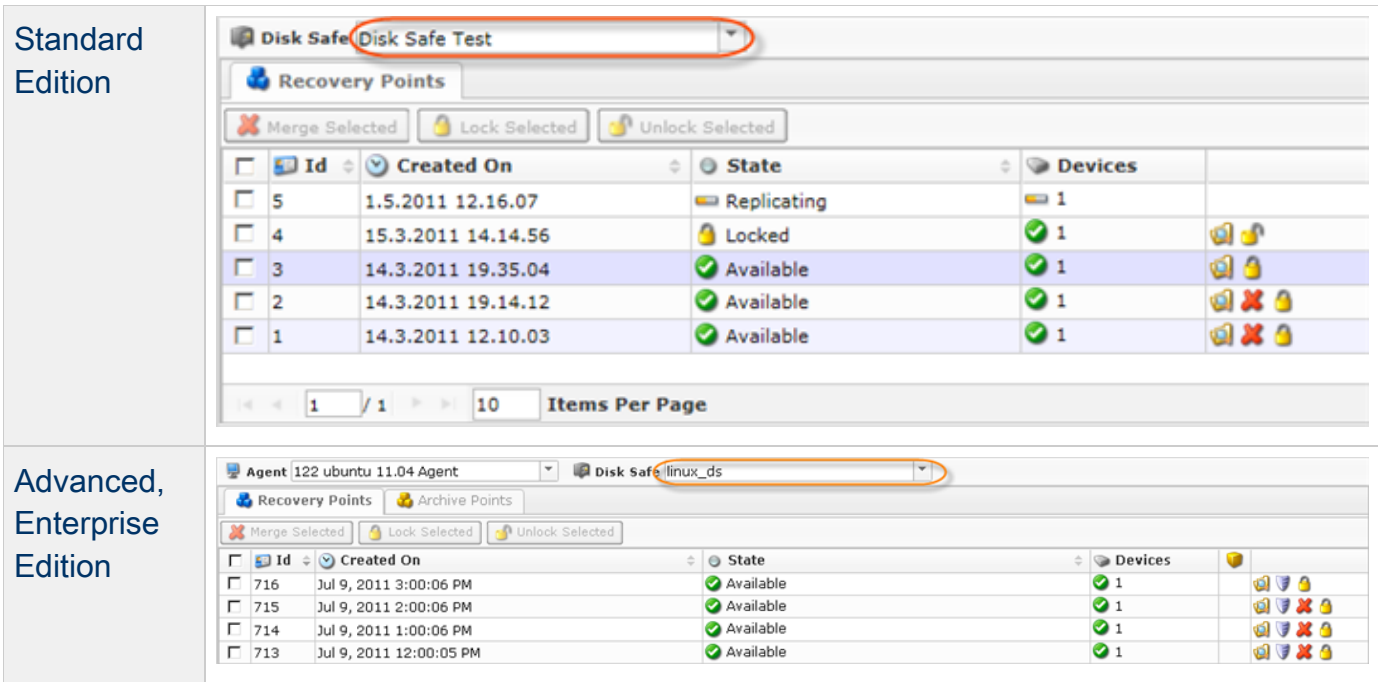 Standard
Edition
Disk Safe Disk Safe Test
Recovery Points
Merge Selected Lock Selected Unlock Selected
Id Created On State Devices
5 1.5.2011 12.16.07 Replicating 1
4 15.3.2011 14.14.56 Locked 1
3 14.3.2011 19.35.04 Available 1
2 14.3.2011 19.14.12 Available 1
1 14.3.2011 12.10.03 Available 1
1 / 1 10 Items Per Page
Advanced,
Enterprise
Edition
Agent 122 ubuntu 11.04 Agent Disk Safe linux_ds
Recovery Points Archive Points
Merge Selected Lock Selected Unlock Selected
Id Created On State Devices
716 Jul 9, 2011 3:00:06 PM Available 1
715 Jul 9, 2011 2:00:06 PM Available 1
714 Jul 9, 2011 1:00:06 PM Available 1
713 Jul 9, 2011 12:00:05 PM Available 1